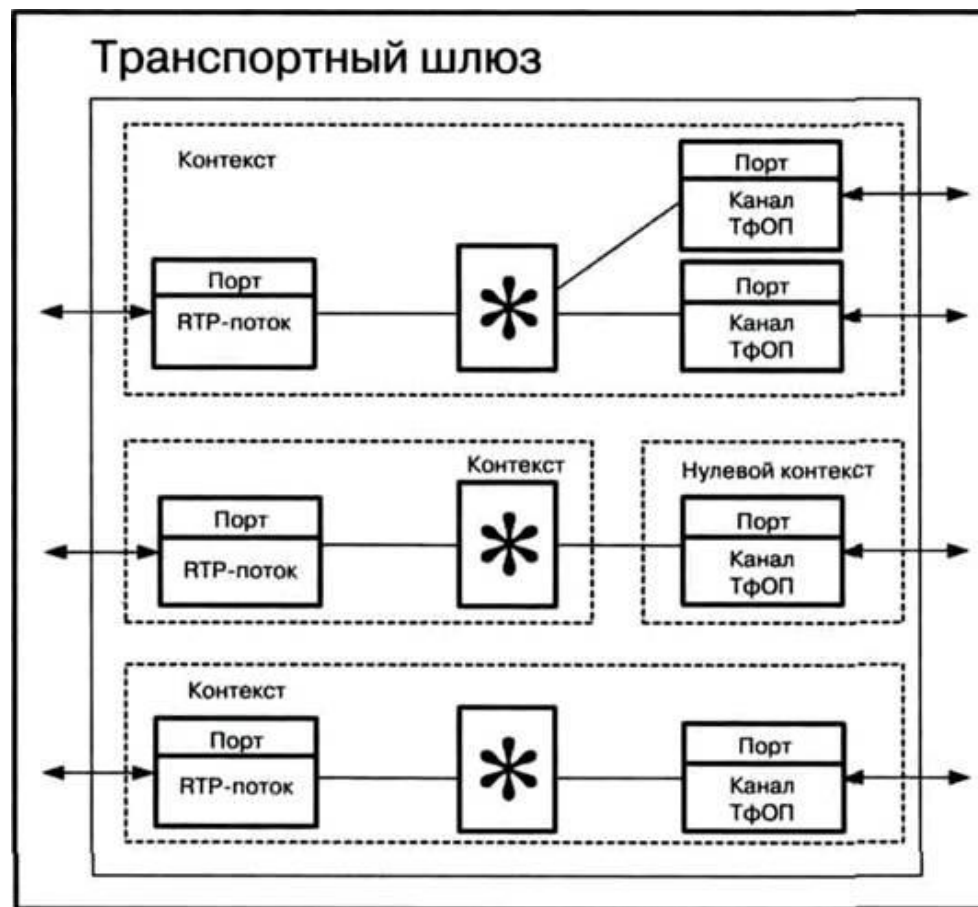 Транспортный шлюз
Контекст
Порт
Канал
ТфОП
Порт
RTP-поток
Порт
Канал
ТфОП
Контекст
Порт
RTP-поток
Нулевой контекст
Порт
Канал
ТфОП
Контекст
Порт
RTP-поток
Порт
Канал
ТфОП